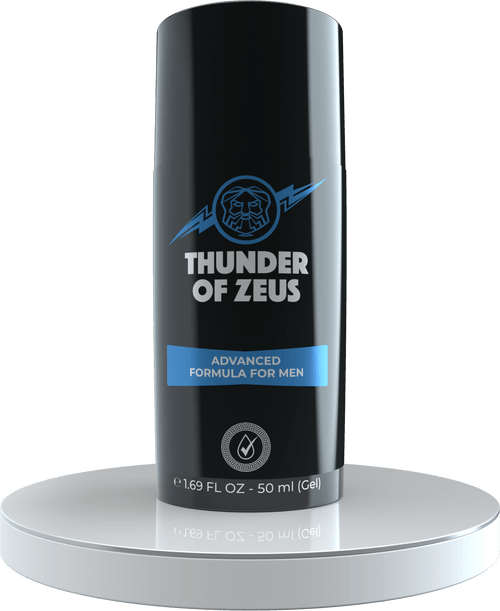 THUNDER
OF ZEUS
ADVANCED
FORMULA FOR MEN
℮ 1.69 FL OZ - 50 ml (Gel)